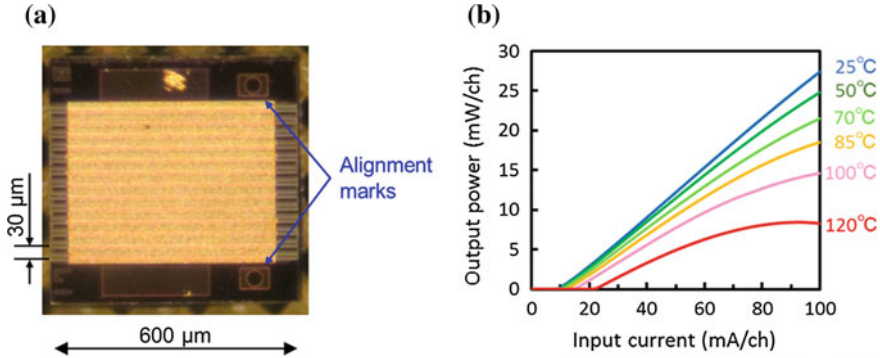 (a)
Alignment
marks
30 µm
600 µm
(b)
Output power (mW/ch)
30
25
20
15
10
5
0
0
20
40
60
80
100
Input current (mA/ch)
25°C
50°C
70°C
85°C
100°C
120°C